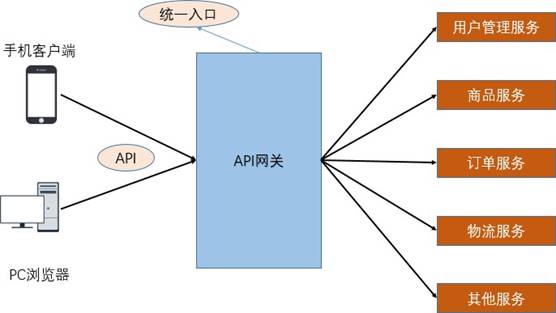 统一入口
手机客户端
API
PC浏览器
API网关
用户管理服务
商品服务
订单服务
物流服务
其他服务